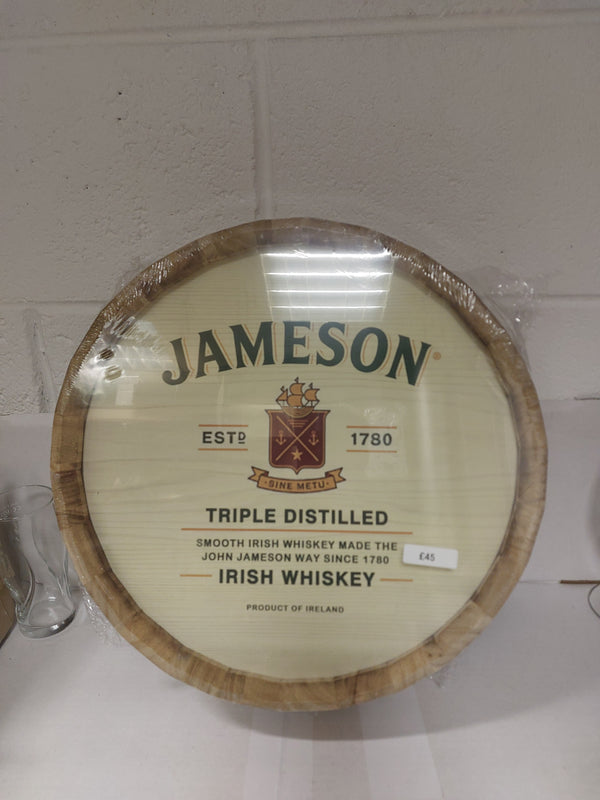 JAMESON®
ESTD 1780
SINE METU
TRIPLE DISTILLED
SMOOTH IRISH WHISKEY MADE THE
JOHN JAMESON WAY SINCE 1780
£45
IRISH WHISKEY
PRODUCT OF IRELAND